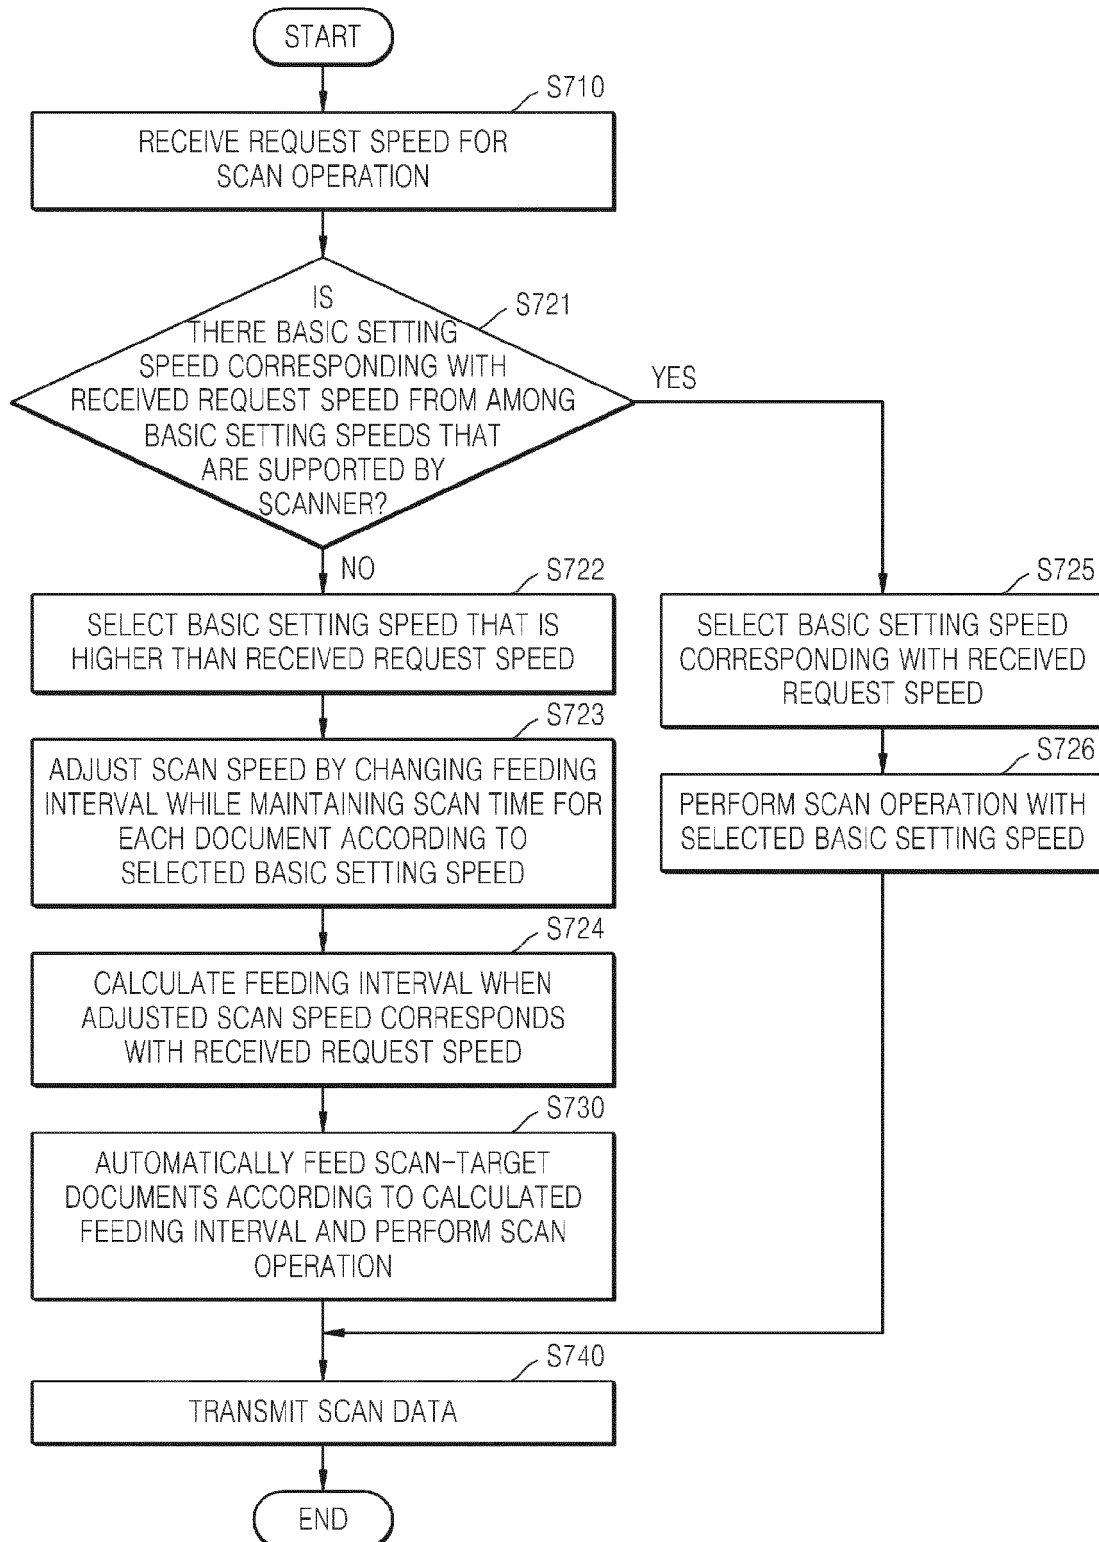 START
S710
RECEIVE REQUEST SPEED FOR
SCAN OPERATION
S721
IS
THERE BASIC SETTING
SPEED CORRESPONDING WITH
RECEIVED REQUEST SPEED FROM AMONG
BASIC SETTING SPEEDS THAT
ARE SUPPORTED BY
SCANNER?
YES
NO
S722
SELECT BASIC SETTING SPEED THAT IS
HIGHER THAN RECEIVED REQUEST SPEED
S723
ADJUST SCAN SPEED BY CHANGING FEEDING
INTERVAL WHILE MAINTAINING SCAN TIME FOR
EACH DOCUMENT ACCORDING TO
SELECTED BASIC SETTING SPEED
S724
CALCULATE FEEDING INTERVAL WHEN
ADJUSTED SCAN SPEED CORRESPONDS
WITH RECEIVED REQUEST SPEED
S730
AUTOMATICALLY FEED SCAN-TARGET
DOCUMENTS ACCORDING TO CALCULATED
FEEDING INTERVAL AND PERFORM SCAN
OPERATION
S725
SELECT BASIC SETTING SPEED
CORRESPONDING WITH RECEIVED
REQUEST SPEED
S726
PERFORM SCAN OPERATION WITH
SELECTED BASIC SETTING SPEED
S740
TRANSMIT SCAN DATA
END